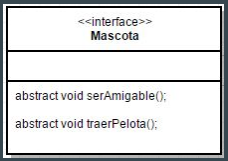 <<interface>>
Mascota
abstract void serAmigable();
abstract void traerPelota();